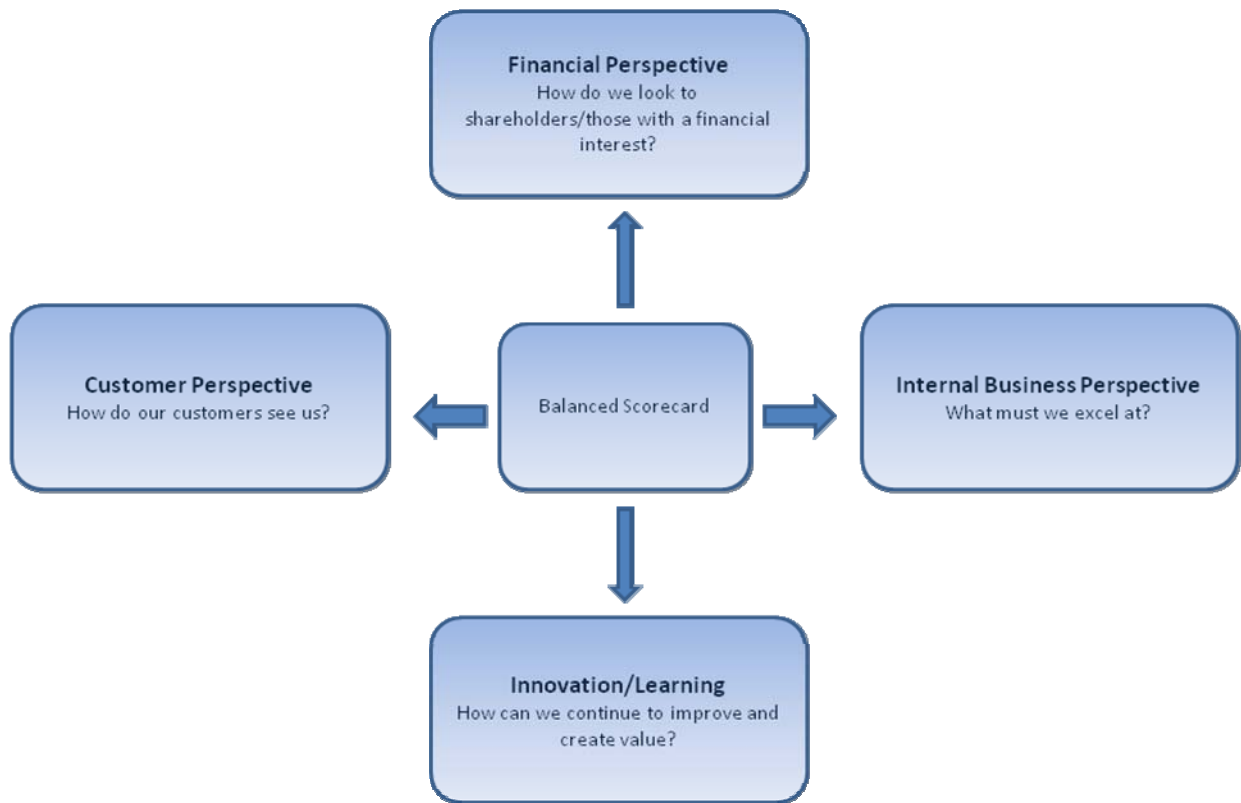 Financial Perspective
How do we look to
shareholders/those with a financial
interest?
Customer Perspective
How do our customers see us?
Balanced Scorecard
Internal Business Perspective
What must we excel at?
Innovation/Learning
How can we continue to improve and
create value?